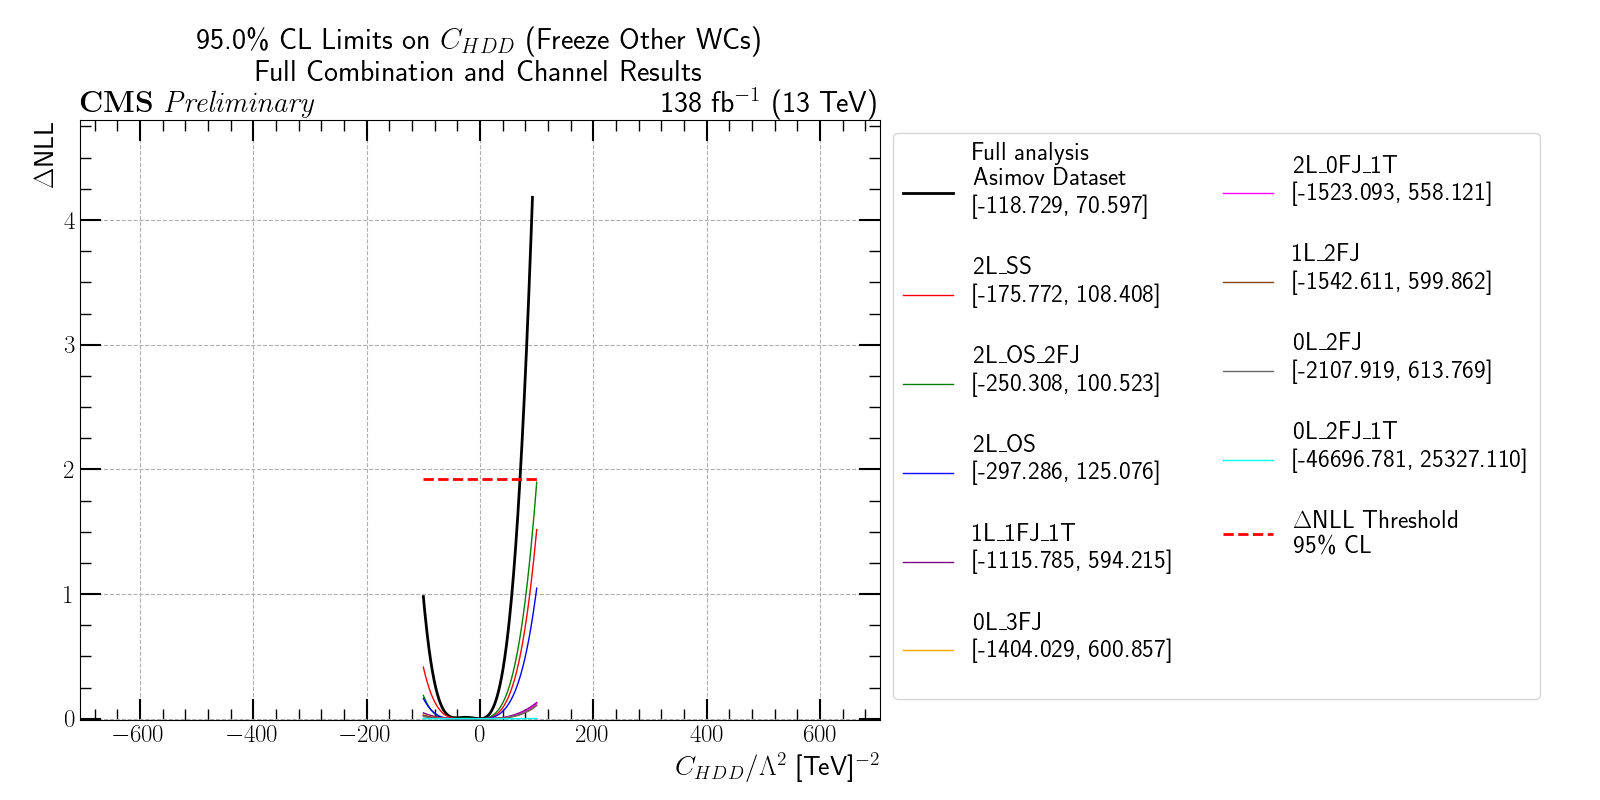 95.0% CL Limits on C_{HDD} (Freeze Other WCs)
Full Combination and Channel Results
CMS Preliminary
138 fb^{-1} (13 TeV)
ΔNLL
4
3
2
1
0
−600
−400
−200
0
200
400
600
C_{HDD}/Λ^{2} [TeV]^{-2}
Full analysis
Asimov Dataset
[-118.729, 70.597]
2L_SS
[-175.772, 108.408]
2L_OS_2FJ
[-250.308, 100.523]
2L_OS
[-297.286, 125.076]
1L_1FJ_1T
[-1115.785, 594.215]
0L_3FJ
[-1404.029, 600.857]
2L_0FJ_1T
[-1523.093, 558.121]
1L_2FJ
[-1542.611, 599.862]
0L_2FJ
[-2107.919, 613.769]
0L_2FJ_1T
[-46696.781, 25327.110]
ΔNLL Threshold
95% CL